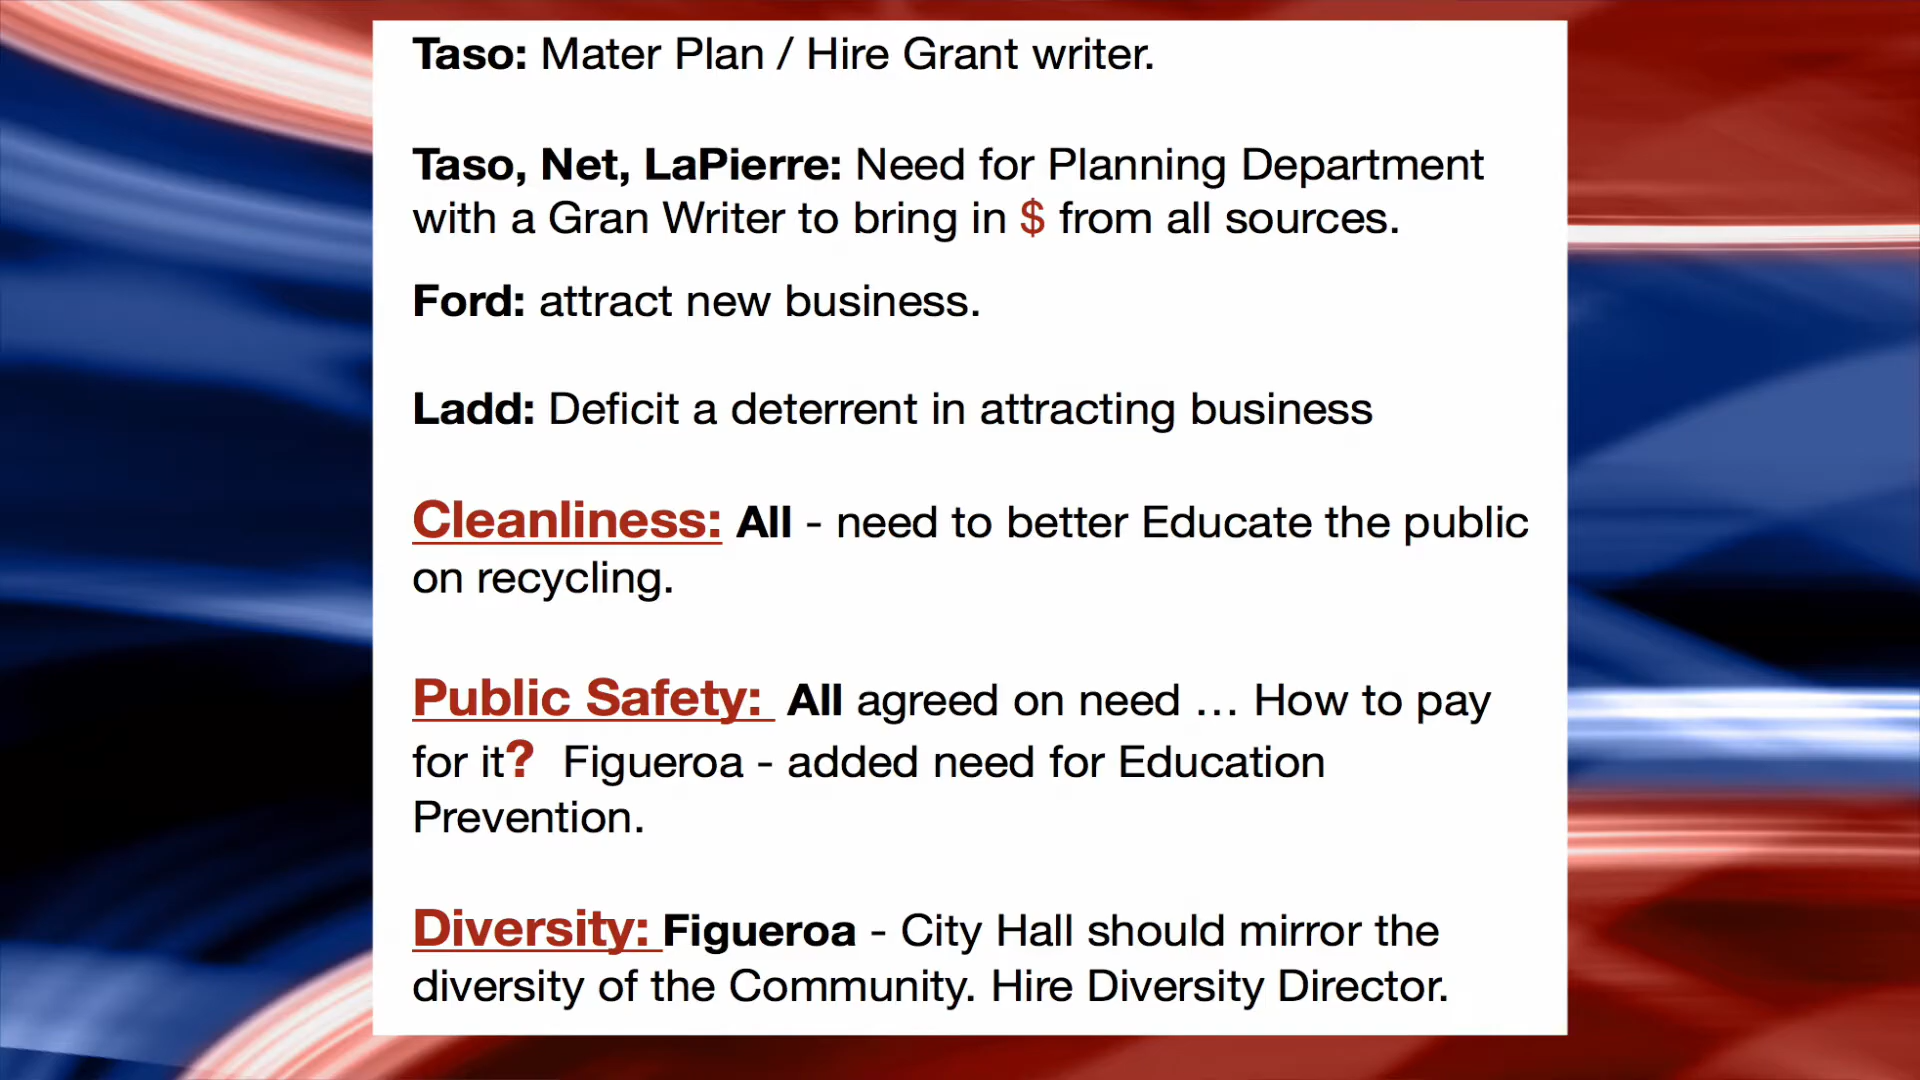 Taso: Mater Plan / Hire Grant writer.
Taso, Net, LaPierre: Need for Planning Department
with a Gran Writer to bring in $ from all sources.
Ford: attract new business.
Ladd: Deficit a deterrent in attracting business
Cleanliness: All - need to better Educate the public
on recycling.
Public Safety: All agreed on need … How to pay
for it? Figueroa - added need for Education
Prevention.
Diversity: Figueroa - City Hall should mirror the
diversity of the Community. Hire Diversity Director.